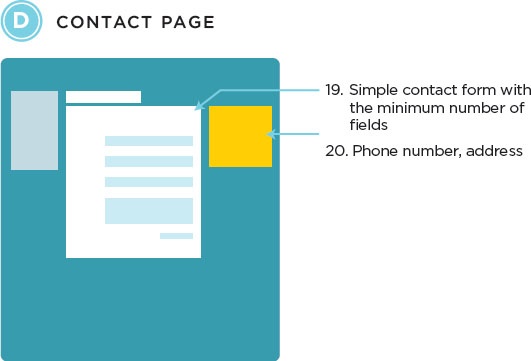 D CONTACT PAGE
19. Simple contact form with
the minimum number of
fields
20. Phone number, address